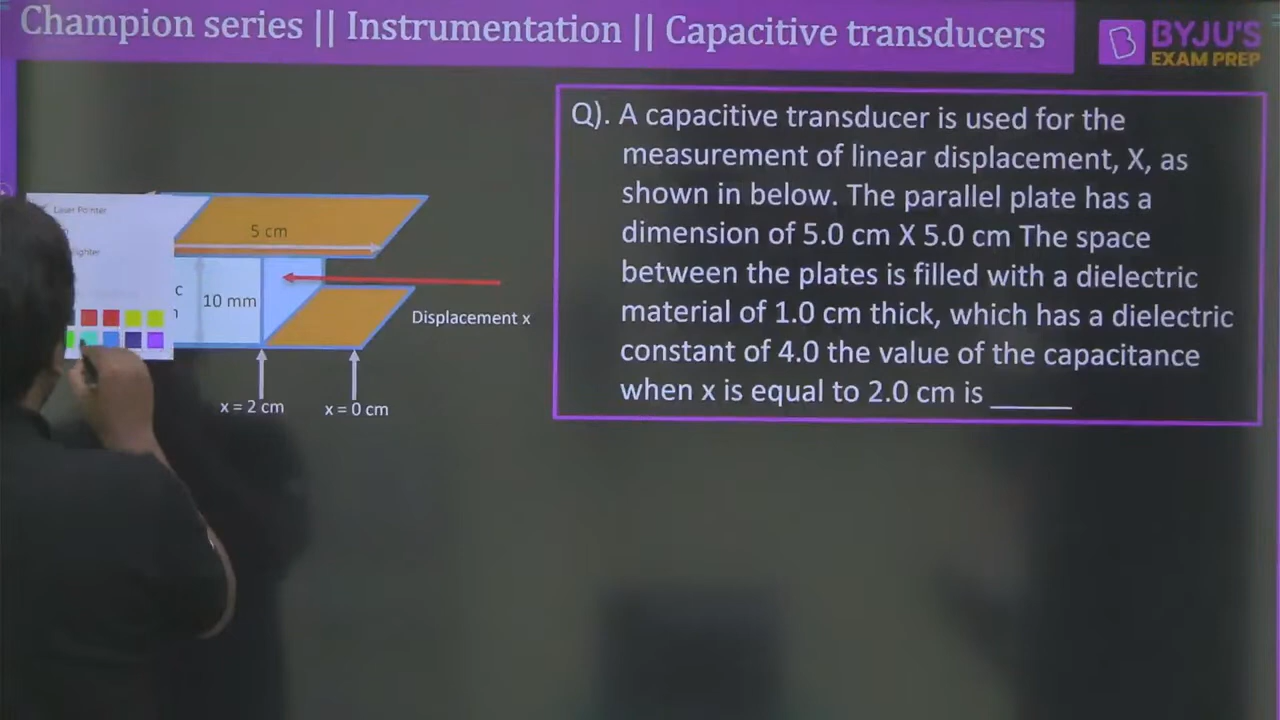 Champion series || Instrumentation || Capacitive transducers
BYJU'S
EXAM PREP
Q). A capacitive transducer is used for the
measurement of linear displacement, X, as
shown in below. The parallel plate has a
dimension of 5.0 cm X 5.0 cm The space
between the plates is filled with a dielectric
material of 1.0 cm thick, which has a dielectric
constant of 4.0 the value of the capacitance
when x is equal to 2.0 cm is ______
Laser Pointer
5 cm
10 mm
Displacement x
x = 2 cm
x = 0 cm